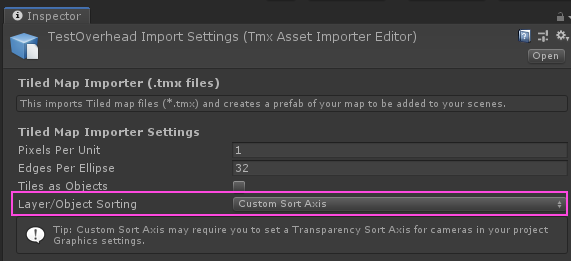 Inspector
TestOverhead Import Settings (Tmx Asset Importer Editor)
Open
Tiled Map Importer (.tmx files)
This imports Tiled map files (*.tmx) and creates a prefab of your map to be added to your scenes.
Tiled Map Importer Settings
Pixels Per Unit 1
Edges Per Ellipse 32
Tiles as Objects
Layer/Object Sorting Custom Sort Axis
Tip: Custom Sort Axis may require you to set a Transparency Sort Axis for cameras in your project
Graphics settings.